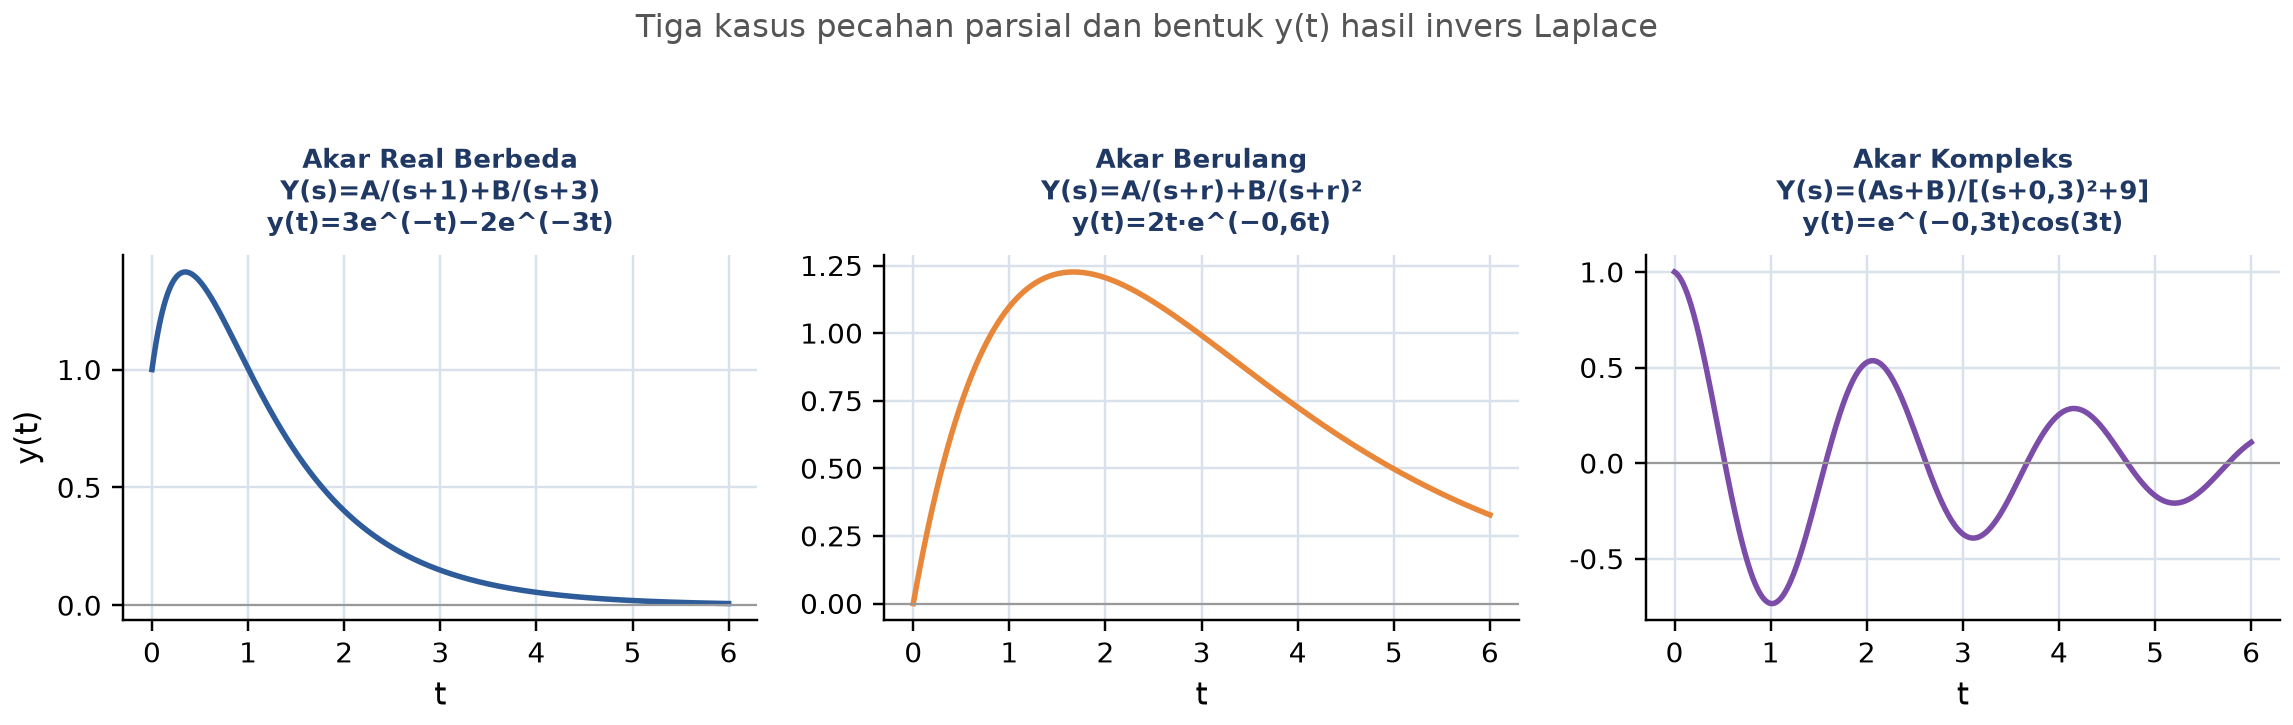 Tiga kasus pecahan parsial dan bentuk y(t) hasil invers Laplace
Akar Real Berbeda
Y(s)=A/(s+1)+B/(s+3)
y(t)=3e^(−t)−2e^(−3t)
y(t)
1.0
0.5
0.0
0 1 2 3 4 5 6
t
Akar Berulang
Y(s)=A/(s+r)+B/(s+r)²
y(t)=2t·e^(−0,6t)
1.25
1.00
0.75
0.50
0.25
0.00
0 1 2 3 4 5 6
t
Akar Kompleks
Y(s)=(As+B)/[(s+0,3)²+9]
y(t)=e^(−0,3t)cos(3t)
1.0
0.5
0.0
-0.5
0 1 2 3 4 5 6
t